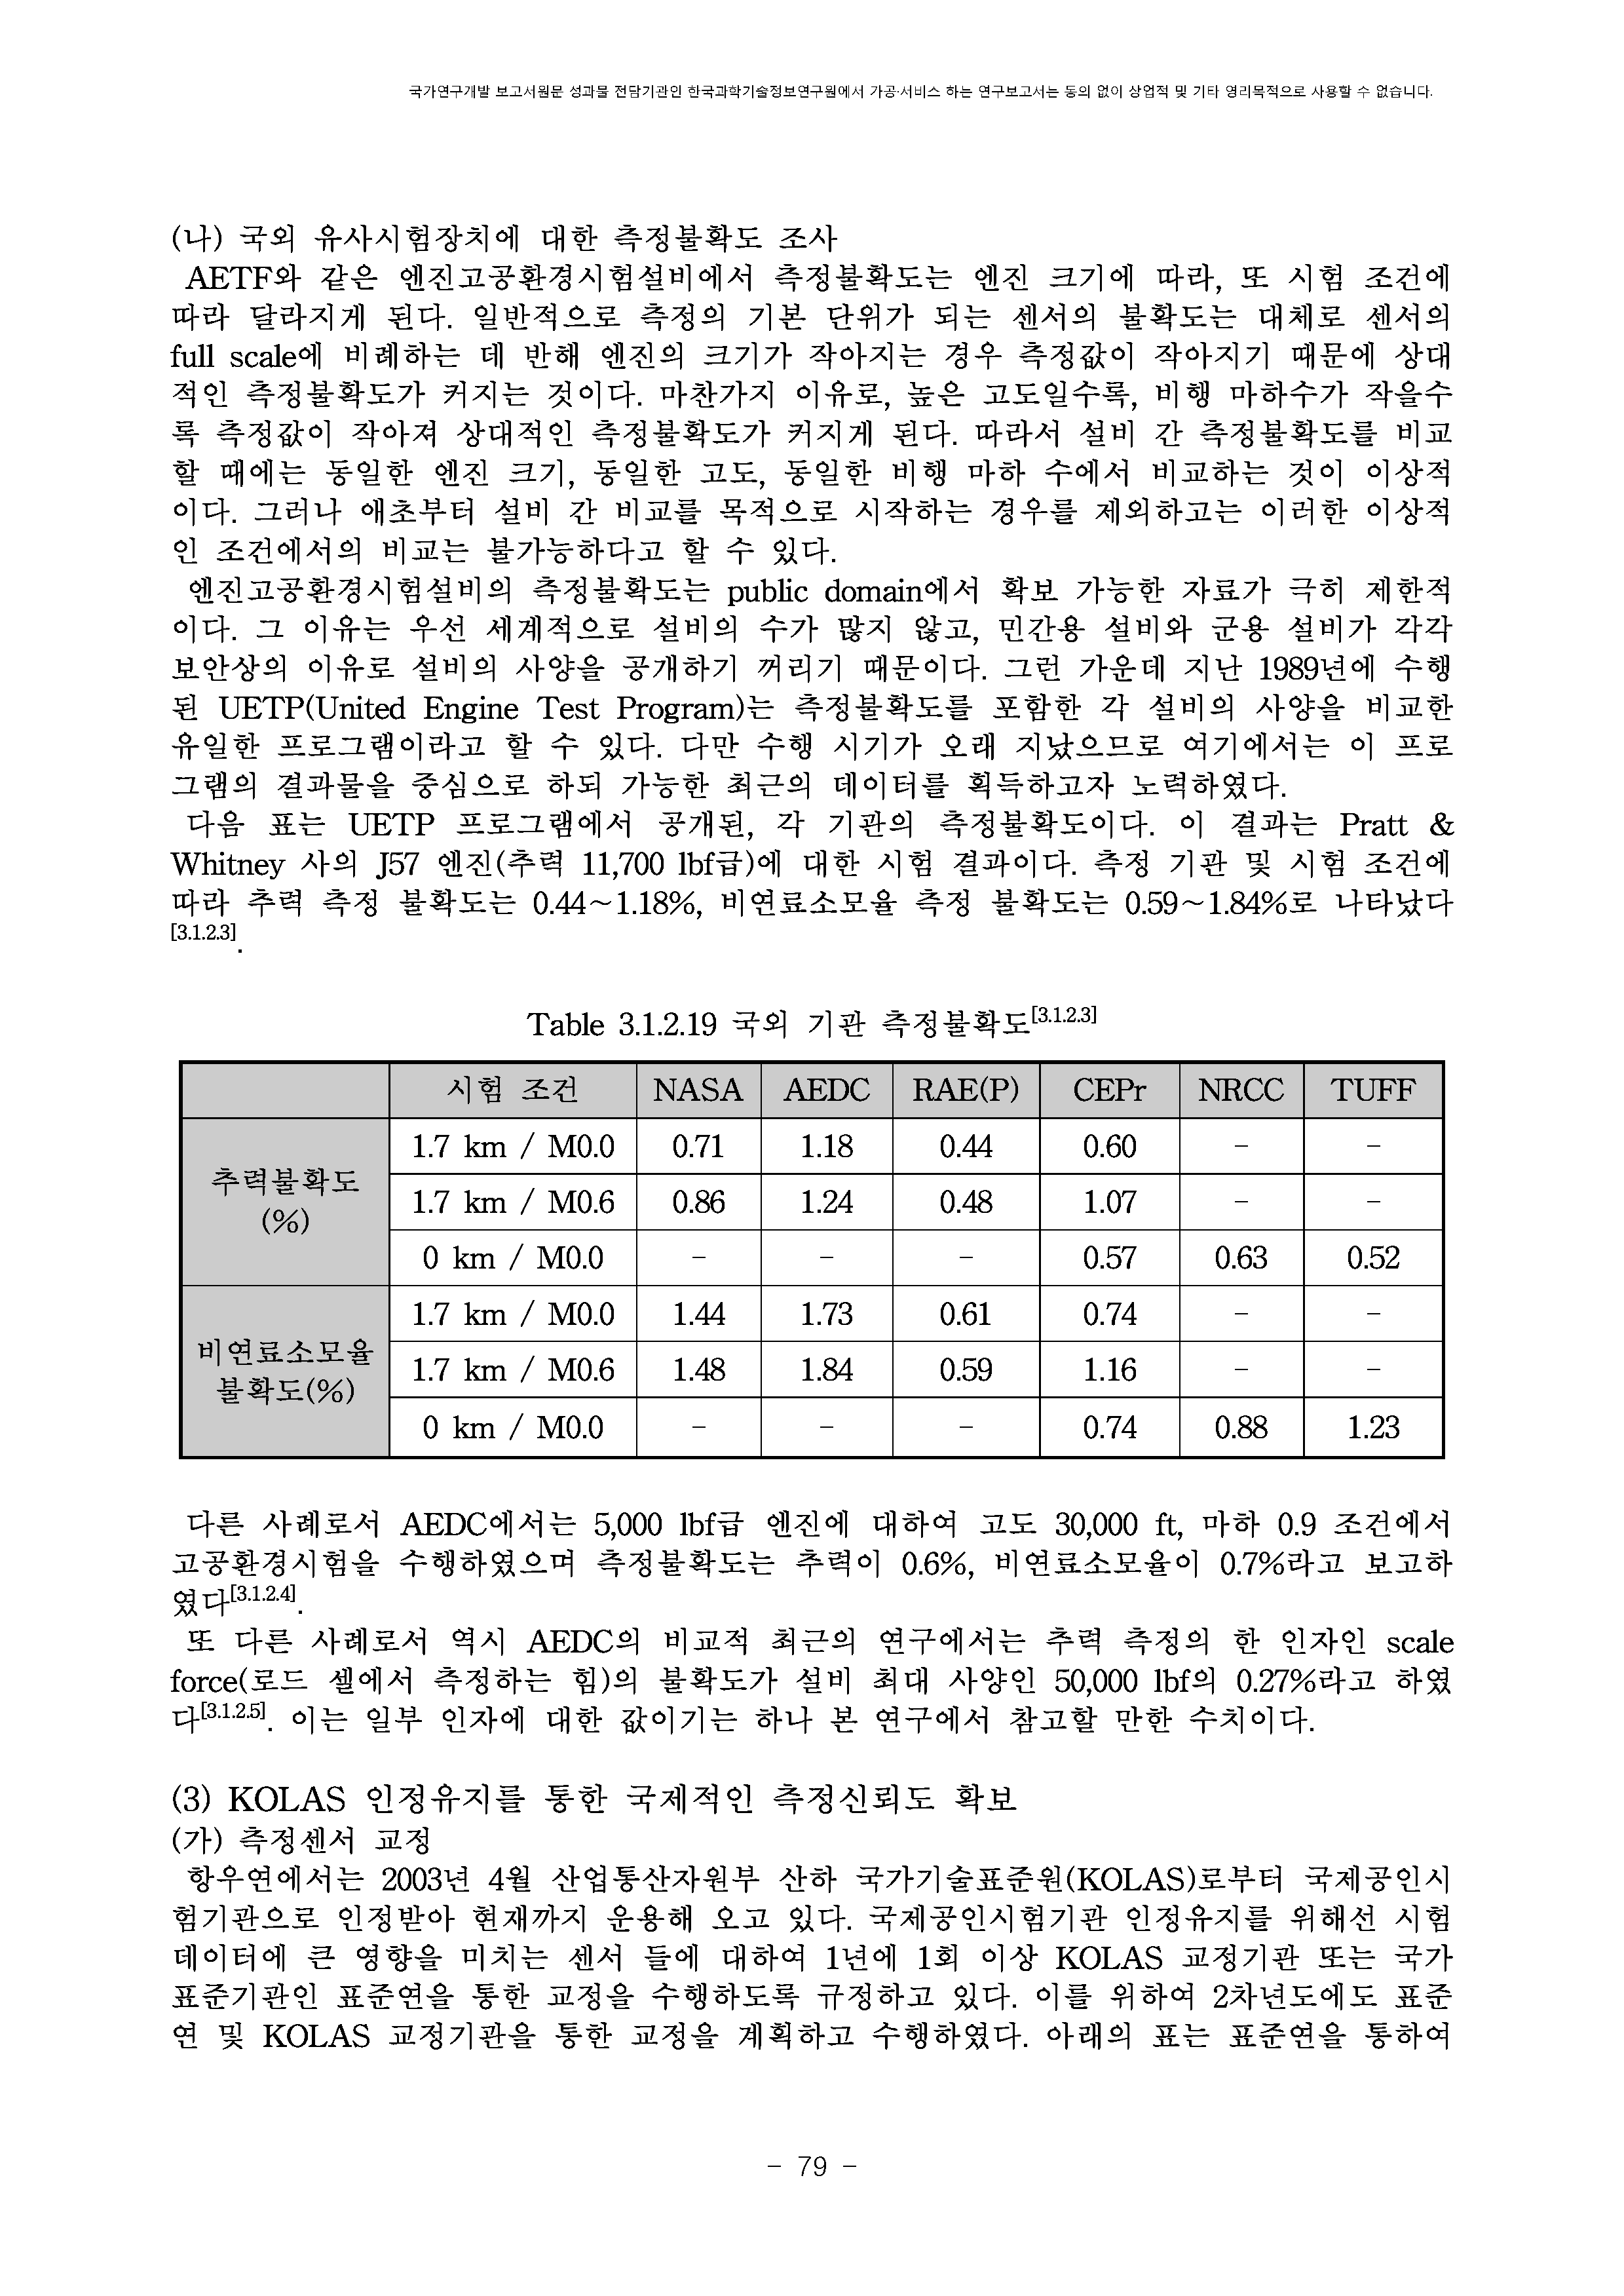 국가연구개발 보고서원문 성과물 전담기관인 한국과학기술정보연구원에서 가공·서비스 하는 연구보고서는 동의 없이 상업적 및 기타 영리목적으로 사용할 수 없습니다.
(나) 국외 유사시험장치에 대한 측정불확도 조사
AETF와 같은 엔진고공환경시험설비에서 측정불확도는 엔진 크기에 따라, 또 시험 조건에
따라 달라지게 된다. 일반적으로 측정의 기본 단위가 되는 센서의 불확도는 대체로 센서의
full scale에 비례하는 데 반해 엔진의 크기가 작아지는 경우 측정값이 작아지기 때문에 상대
적인 측정불확도가 커지는 것이다. 마찬가지 이유로, 높은 고도일수록, 비행 마하수가 작을수
록 측정값이 작아져 상대적인 측정불확도가 커지게 된다. 따라서 설비 간 측정불확도를 비교
할 때에는 동일한 엔진 크기, 동일한 고도, 동일한 비행 마하 수에서 비교하는 것이 이상적
이다. 그러나 애초부터 설비 간 비교를 목적으로 시작하는 경우를 제외하고는 이러한 이상적
인 조건에서의 비교는 불가능하다고 할 수 있다.
엔진고공환경시험설비의 측정불확도는 public domain에서 확보 가능한 자료가 극히 제한적
이다. 그 이유는 우선 세계적으로 설비의 수가 많지 않고, 민간용 설비와 군용 설비가 각각
보안상의 이유로 설비의 사양을 공개하기 꺼리기 때문이다. 그런 가운데 지난 1989년에 수행
된 UETP(United Engine Test Program)는 측정불확도를 포함한 각 설비의 사양을 비교한
유일한 프로그램이라고 할 수 있다. 다만 수행 시기가 오래 지났으므로 여기에서는 이 프로
그램의 결과물을 중심으로 하되 가능한 최근의 데이터를 획득하고자 노력하였다.
다음 표는 UETP 프로그램에서 공개된, 각 기관의 측정불확도이다. 이 결과는 Pratt &
Whitney 사의 J57 엔진(추력 11,700 lbf급)에 대한 시험 결과이다. 측정 기관 및 시험 조건에
따라 추력 측정 불확도는 0.44~1.18%, 비연료소모율 측정 불확도는 0.59~1.84%로 나타났다
[3.1.2.3].
Table 3.1.2.19 국외 기관 측정불확도[3.1.2.3]
시험 조건 NASA AEDC RAE(P) CEPr NRCC TUFF
추력불확도 (%)
1.7 km / M0.0 0.71 1.18 0.44 0.60 - -
1.7 km / M0.6 0.86 1.24 0.48 1.07 - -
0 km / M0.0 - - - 0.57 0.63 0.52
비연료소모율 불확도(%)
1.7 km / M0.0 1.44 1.73 0.61 0.74 - -
1.7 km / M0.6 1.48 1.84 0.59 1.16 - -
0 km / M0.0 - - - 0.74 0.88 1.23
다른 사례로서 AEDC에서는 5,000 lbf급 엔진에 대하여 고도 30,000 ft, 마하 0.9 조건에서
고공환경시험을 수행하였으며 측정불확도는 추력이 0.6%, 비연료소모율이 0.7%라고 보고하
였다[3.1.2.4].
또 다른 사례로서 역시 AEDC의 비교적 최근의 연구에서는 추력 측정의 한 인자인 scale
force(로드 셀에서 측정하는 힘)의 불확도가 설비 최대 사양인 50,000 lbf의 0.27%라고 하였
다[3.1.2.5]. 이는 일부 인자에 대한 값이기는 하나 본 연구에서 참고할 만한 수치이다.
(3) KOLAS 인정유지를 통한 국제적인 측정신뢰도 확보
(가) 측정센서 교정
항우연에서는 2003년 4월 산업통산자원부 산하 국가기술표준원(KOLAS)로부터 국제공인시
험기관으로 인정받아 현재까지 운용해 오고 있다. 국제공인시험기관 인정유지를 위해선 시험
데이터에 큰 영향을 미치는 센서 들에 대하여 1년에 1회 이상 KOLAS 교정기관 또는 국가
표준기관인 표준연을 통한 교정을 수행하도록 규정하고 있다. 이를 위하여 2차년도에도 표준
연 및 KOLAS 교정기관을 통한 교정을 계획하고 수행하였다. 아래의 표는 표준연을 통하여
- 79 -